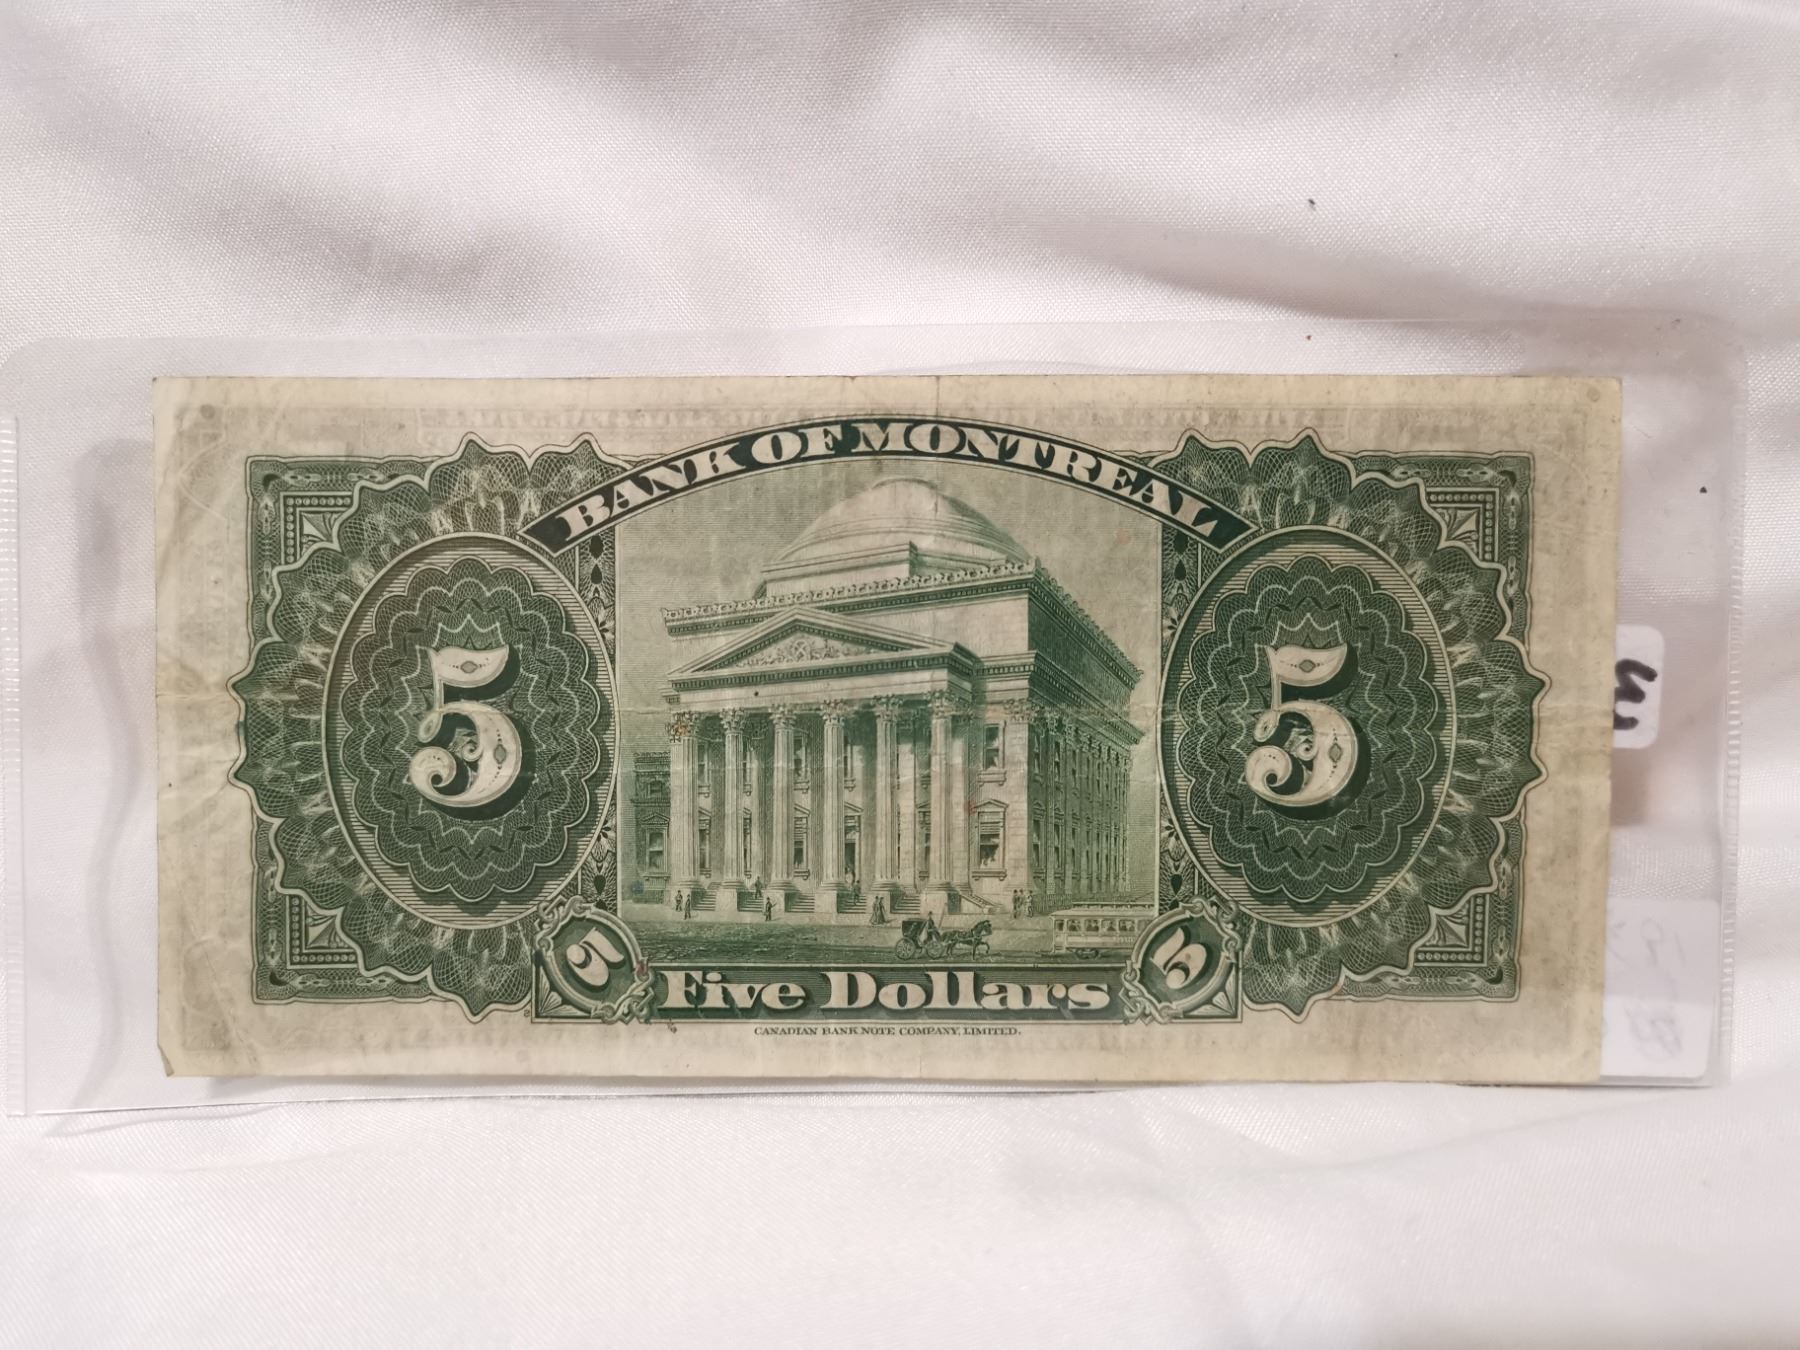 BANK OF MONTREAL
5 5
5 Five Dollars 5
CANADIAN BANK NOTE COMPANY, LIMITED.